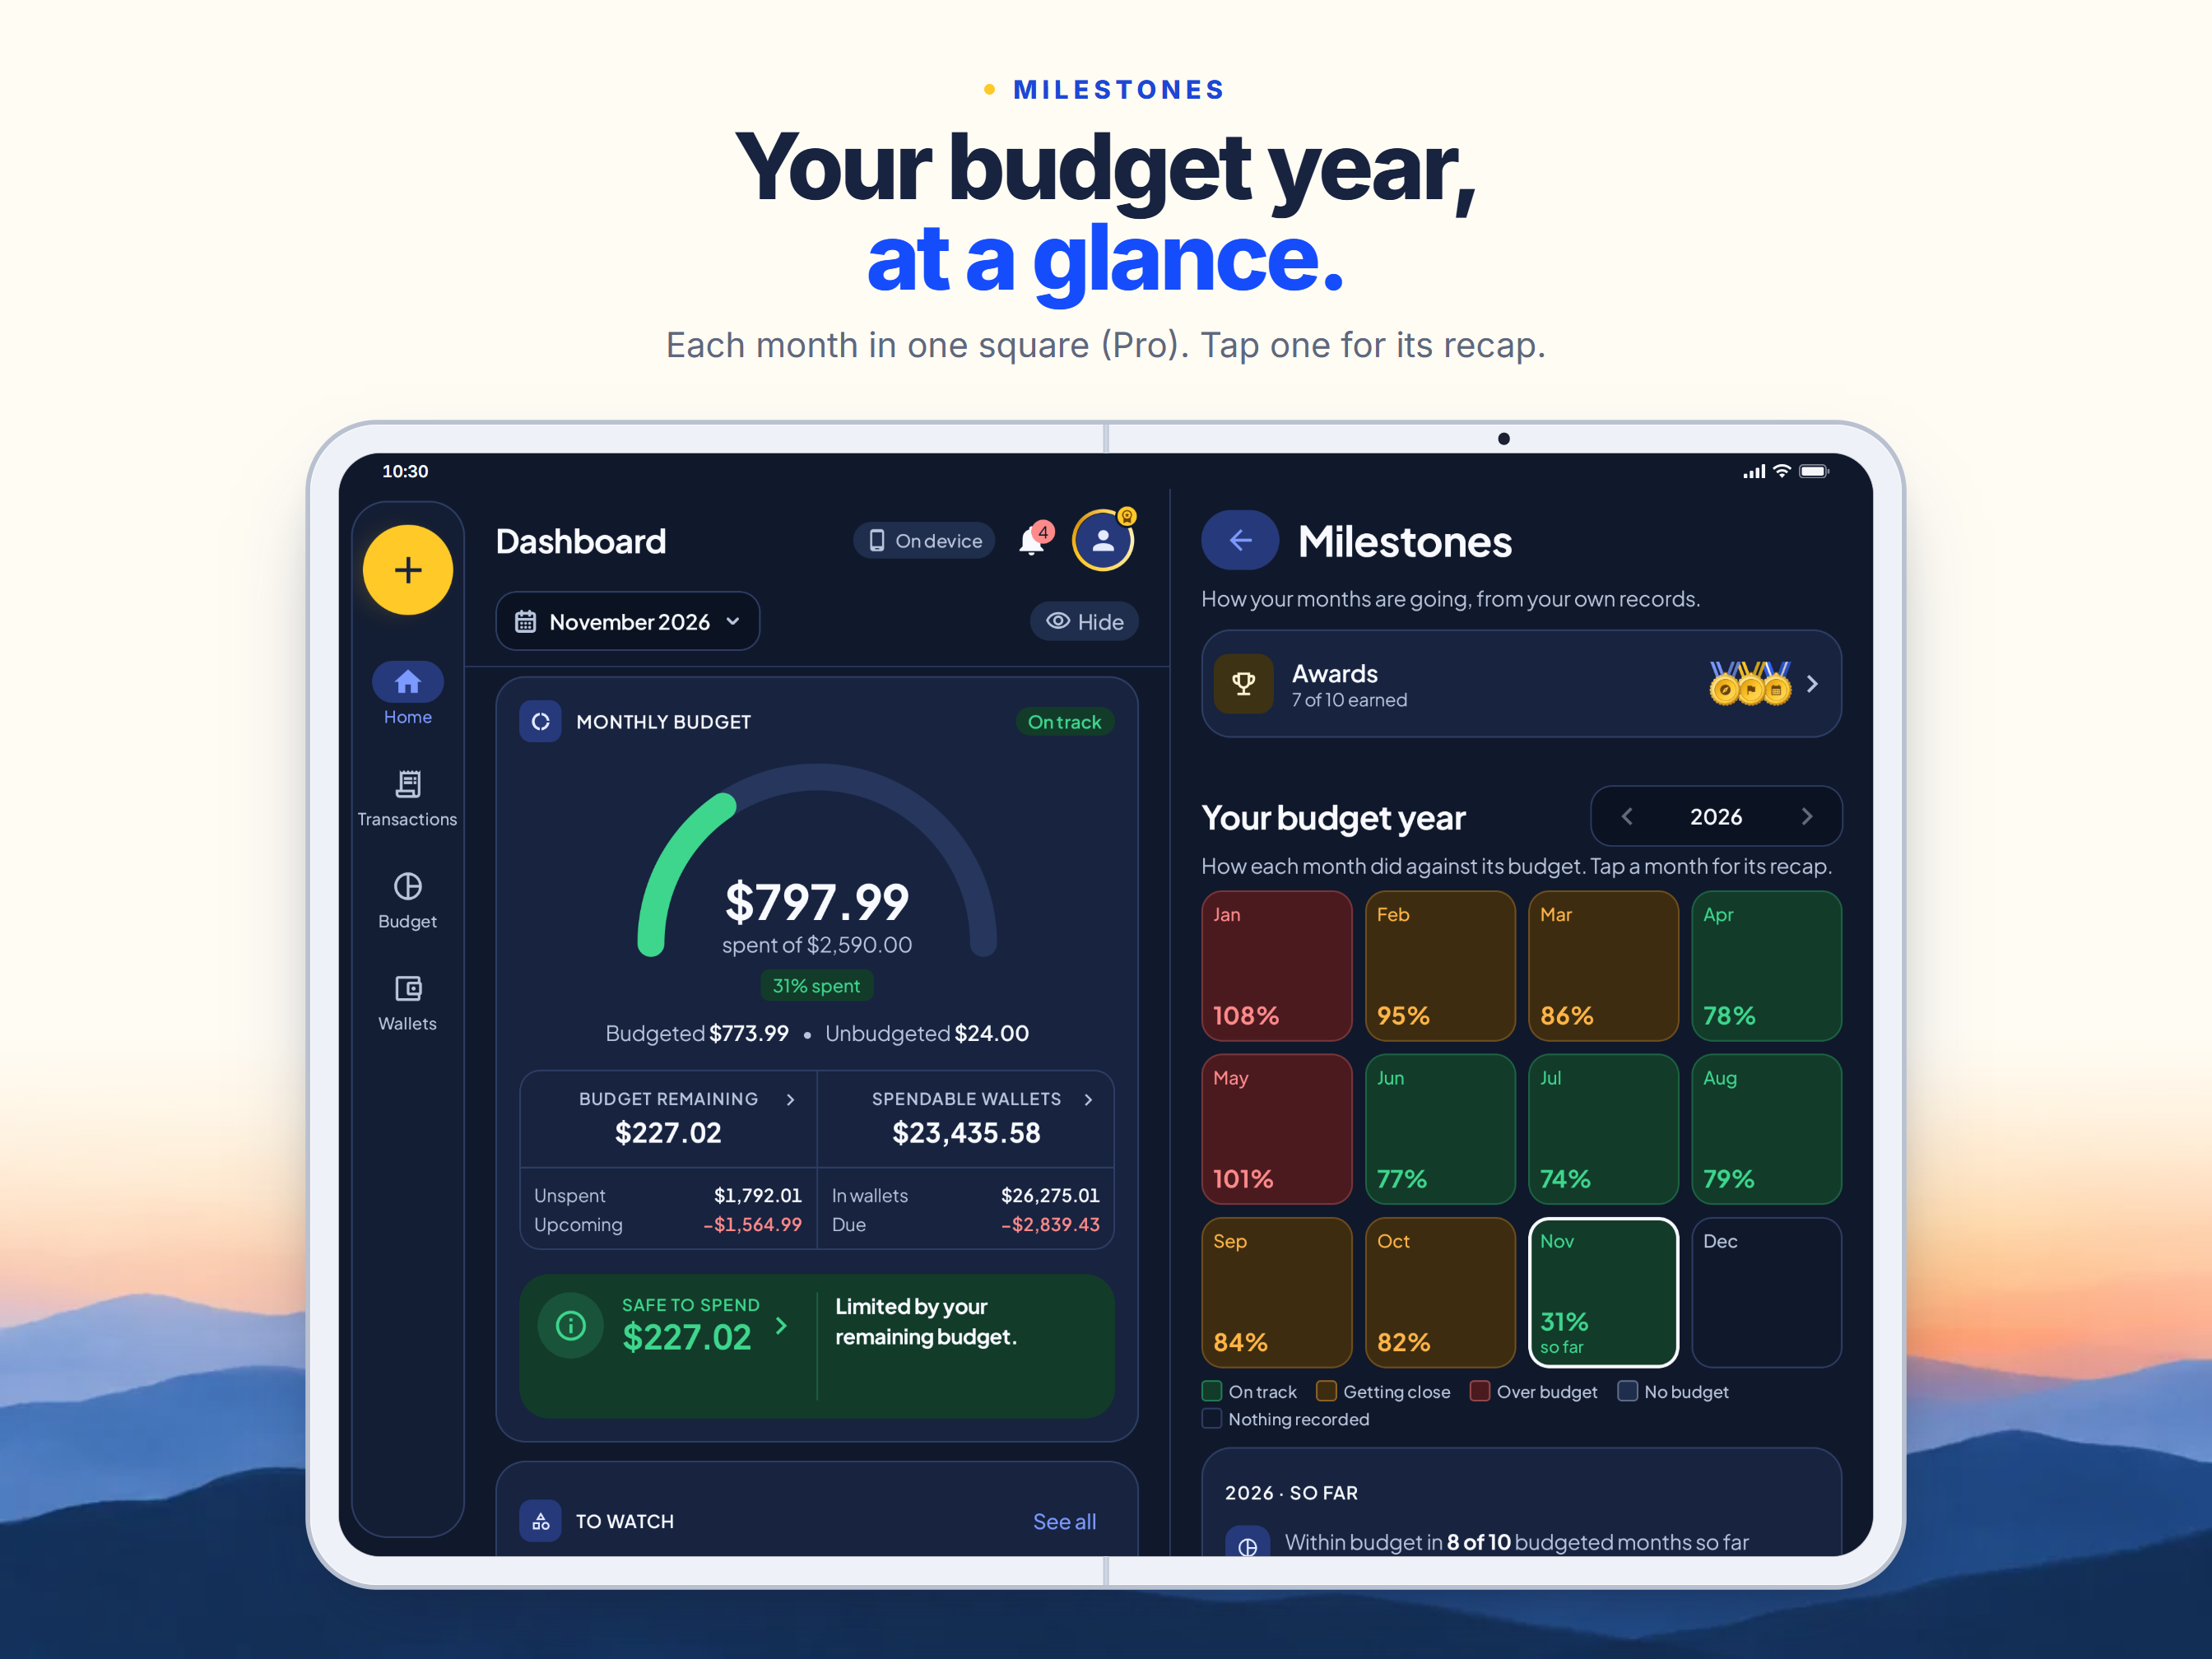 MILESTONES
Your budget year,
at a glance.
Each month in one square (Pro). Tap one for its recap.
10:30
Dashboard
On device
4
November 2026
Hide
Home
Transactions
Budget
Wallets
MONTHLY BUDGET
On track
$797.99
spent of $2,590.00
31% spent
Budgeted $773.99 • Unbudgeted $24.00
BUDGET REMAINING
$227.02
SPENDABLE WALLETS
$23,435.58
Unspent $1,792.01
Upcoming -$1,564.99
In wallets $26,275.01
Due -$2,839.43
SAFE TO SPEND
$227.02
Limited by your
remaining budget.
TO WATCH
See all
Milestones
How your months are going, from your own records.
Awards
7 of 10 earned
Your budget year
2026
How each month did against its budget. Tap a month for its recap.
Jan
108%
Feb
95%
Mar
86%
Apr
78%
May
101%
Jun
77%
Jul
74%
Aug
79%
Sep
84%
Oct
82%
Nov
31%
so far
Dec
On track
Getting close
Over budget
No budget
Nothing recorded
2026 · SO FAR
Within budget in 8 of 10 budgeted months so far